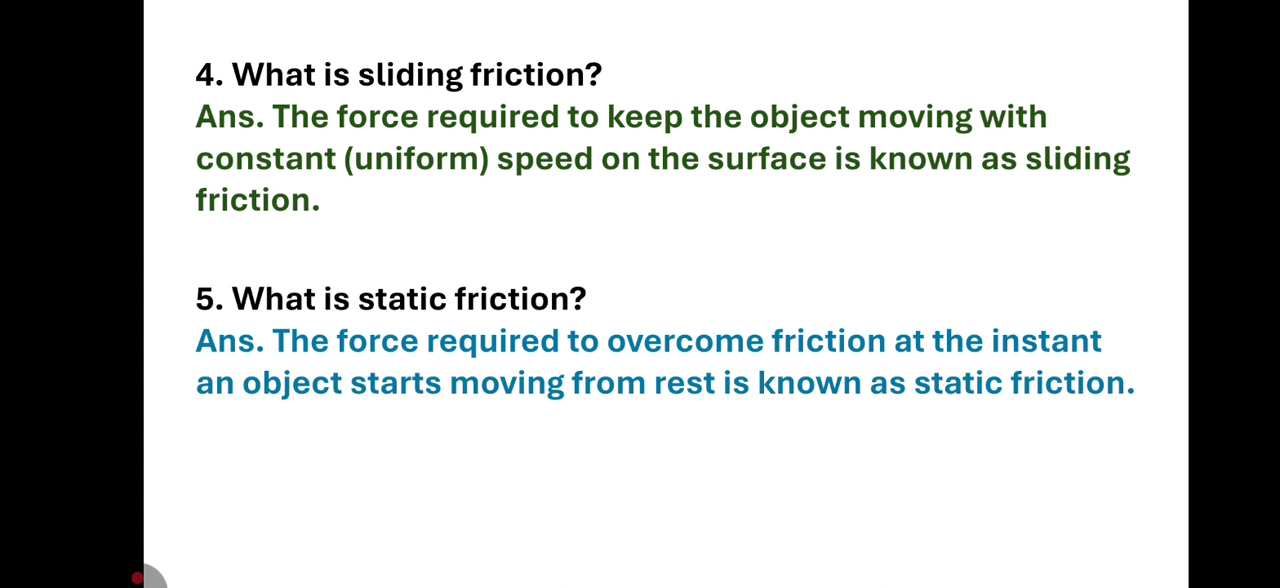 4. What is sliding friction?
Ans. The force required to keep the object moving with
constant (uniform) speed on the surface is known as sliding
friction.
5. What is static friction?
Ans. The force required to overcome friction at the instant
an object starts moving from rest is known as static friction.